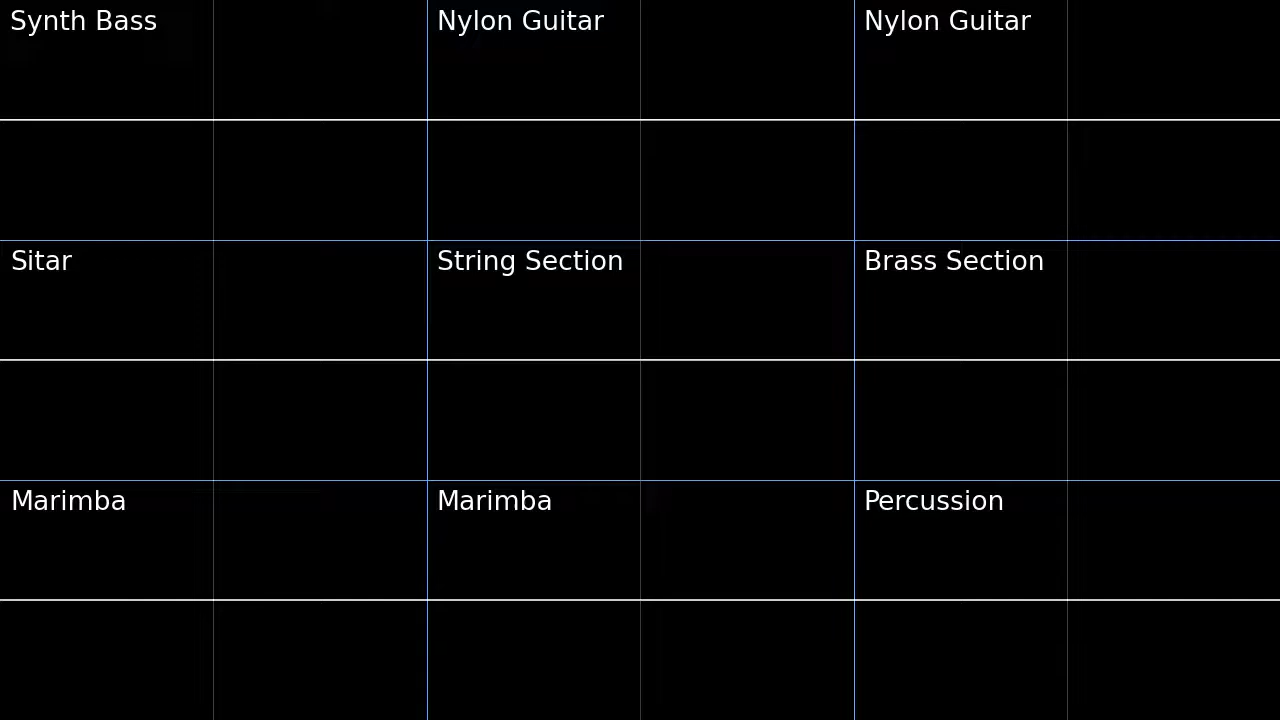 Synth Bass
Nylon Guitar
Nylon Guitar
Sitar
String Section
Brass Section
Marimba
Marimba
Percussion